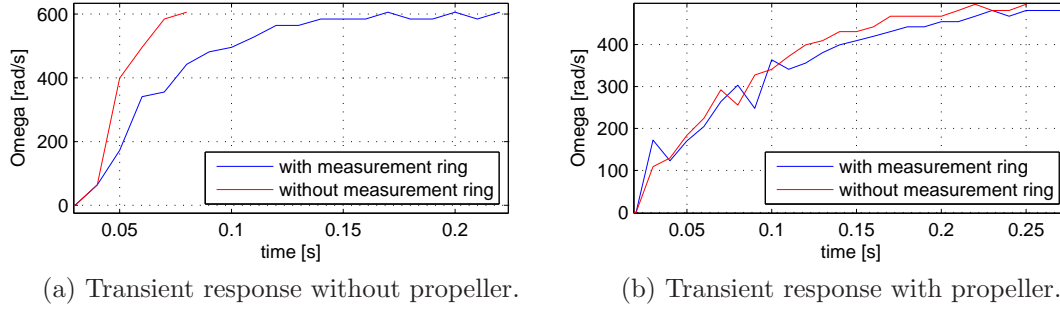 600
400
200
0
Omega [rad/s]
with measurement ring
without measurement ring
0.05
0.1
0.15
0.2
time [s]
(a) Transient response without propeller.
400
300
200
100
0
Omega [rad/s]
with measurement ring
without measurement ring
0.05
0.1
0.15
0.2
0.25
time [s]
(b) Transient response with propeller.